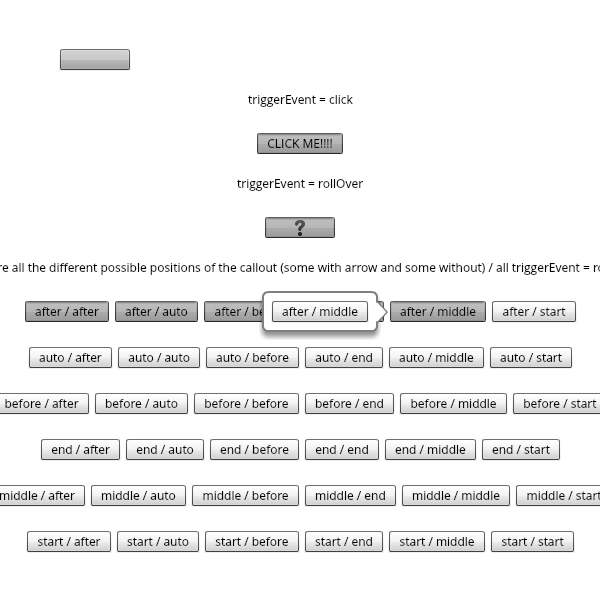 triggerEvent = click
CLICK ME!!!!
triggerEvent = rollOver
?
re all the different possible positions of the callout (some with arrow and some without) / all triggerEvent = ro
after / after after / auto after / be after / middle after / middle after / start
auto / after auto / auto auto / before auto / end auto / middle auto / start
before / after before / auto before / before before / end before / middle before / start
end / after end / auto end / before end / end end / middle end / start
middle / after middle / auto middle / before middle / end middle / middle middle / start
start / after start / auto start / before start / end start / middle start / start